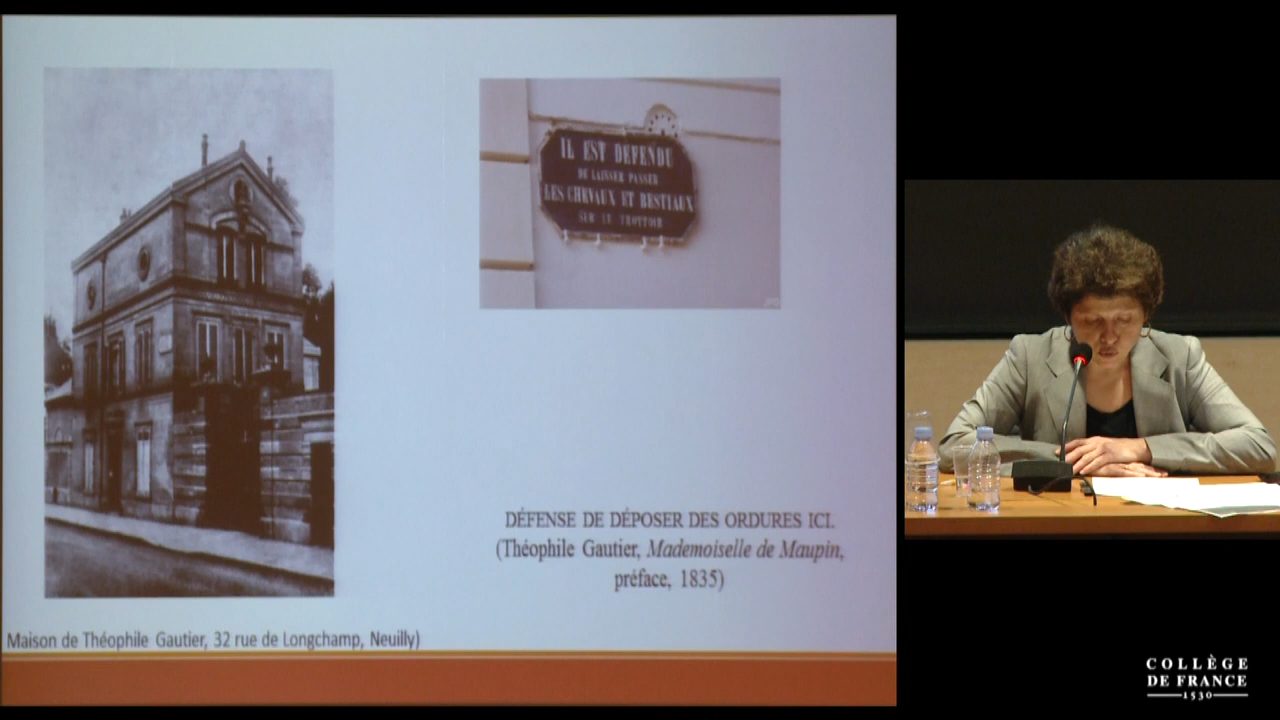 IL EST DEFENDU
DE LAISSER PASSER
LES CHEVAUX ET BESTIAUX
SUR LE TROTTOIR
DÉFENSE DE DÉPOSER DES ORDURES ICI.
(Théophile Gautier, Mademoiselle de Maupin,
préface, 1835)
Maison de Théophile Gautier, 32 rue de Longchamp, Neuilly)
COLLÈGE
DE FRANCE
1530